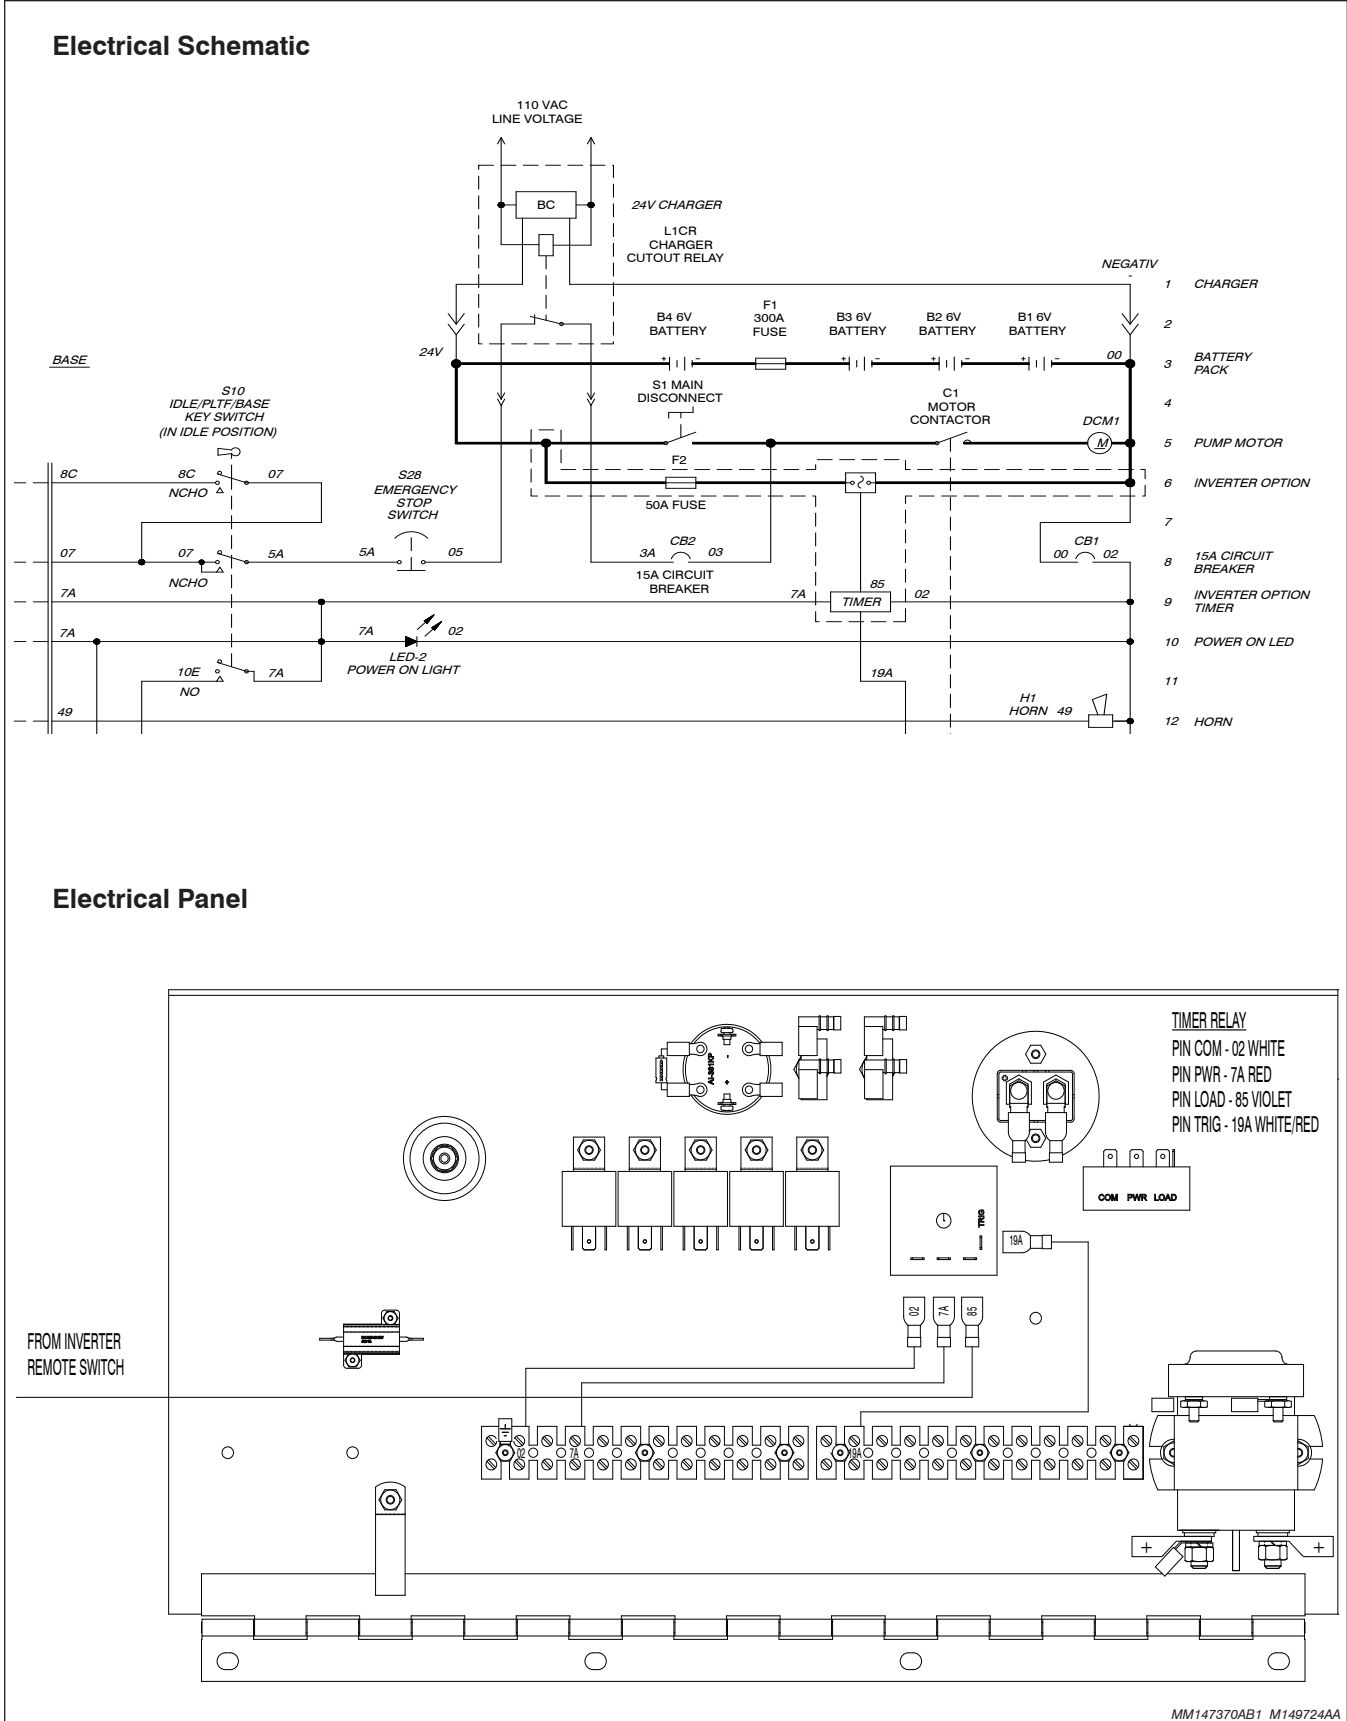 Electrical Schematic
110 VAC
LINE VOLTAGE
BC
24V CHARGER
L1CR
CHARGER
CUTOUT RELAY
NEGATIV
-
1 CHARGER
2
B4 6V
BATTERY
F1
300A
FUSE
B3 6V
BATTERY
B2 6V
BATTERY
B1 6V
BATTERY
24V
+ -
+ -
+ -
+ -
00
3 BATTERY
PACK
BASE
S10
IDLE/PLTF/BASE
KEY SWITCH
(IN IDLE POSITION)
S1 MAIN
DISCONNECT
C1
MOTOR
CONTACTOR
4
DCM1
M
5 PUMP MOTOR
8C
8C
07
NCHO
S28
EMERGENCY
STOP
SWITCH
F2
50A FUSE
6 INVERTER OPTION
7
07
07
5A
NCHO
5A
05
CB2
3A
03
15A CIRCUIT
BREAKER
CB1
00
02
8 15A CIRCUIT
BREAKER
7A
7A
85
TIMER
02
9 INVERTER OPTION
TIMER
7A
7A
02
LED-2
POWER ON LIGHT
10 POWER ON LED
10E
7A
NO
19A
11
49
H1
HORN 49
12 HORN
Electrical Panel
TIMER RELAY
PIN COM - 02 WHITE
PIN PWR - 7A RED
PIN LOAD - 85 VIOLET
PIN TRIG - 19A WHITE/RED
AI-361KP
-
+
COM PWR LOAD
TRIG
19A
02
7A
85
FROM INVERTER
REMOTE SWITCH
02
7A
19A
+
+
MM147370AB1 M149724AA